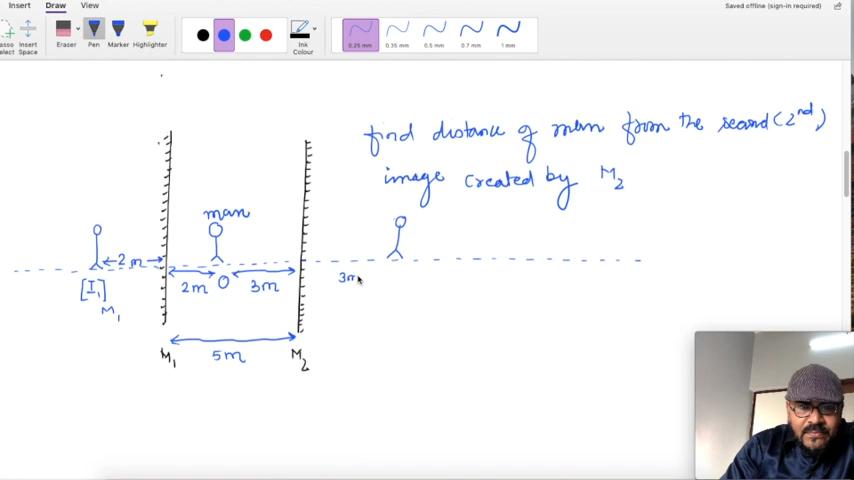 Insert Draw View
Saved offline (sign-in required)
Lasso
Select
Insert
Space
Eraser
Pen
Marker
Highlighter
Ink
Colour
0.25 mm
0.35 mm
0.5 mm
0.7 mm
1 mm
find distance of man from the second (2nd)
image created by M2
man
2m
2m O 3m
3m
[I1]
M1
5m
M1 M2